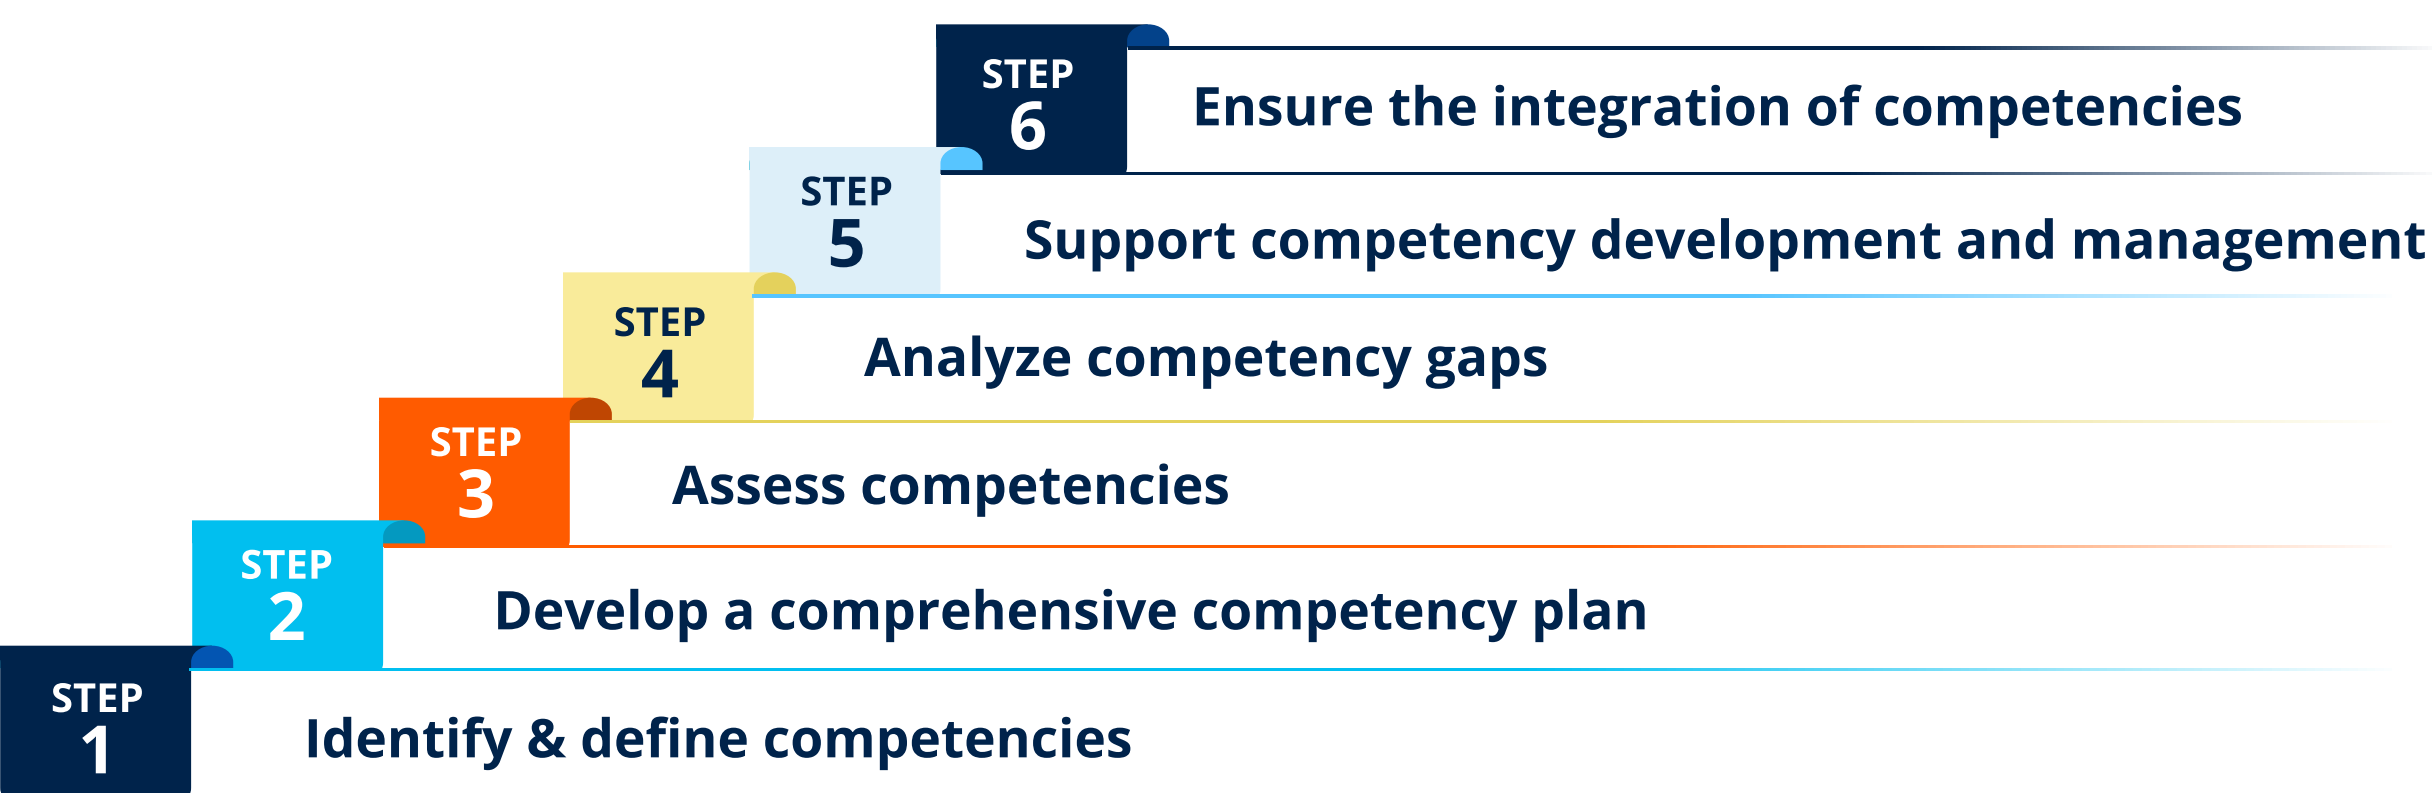 STEP
6
Ensure the integration of competencies
STEP
5
Support competency development and management
STEP
4
Analyze competency gaps
STEP
3
Assess competencies
STEP
2
Develop a comprehensive competency plan
STEP
1
Identify & define competencies